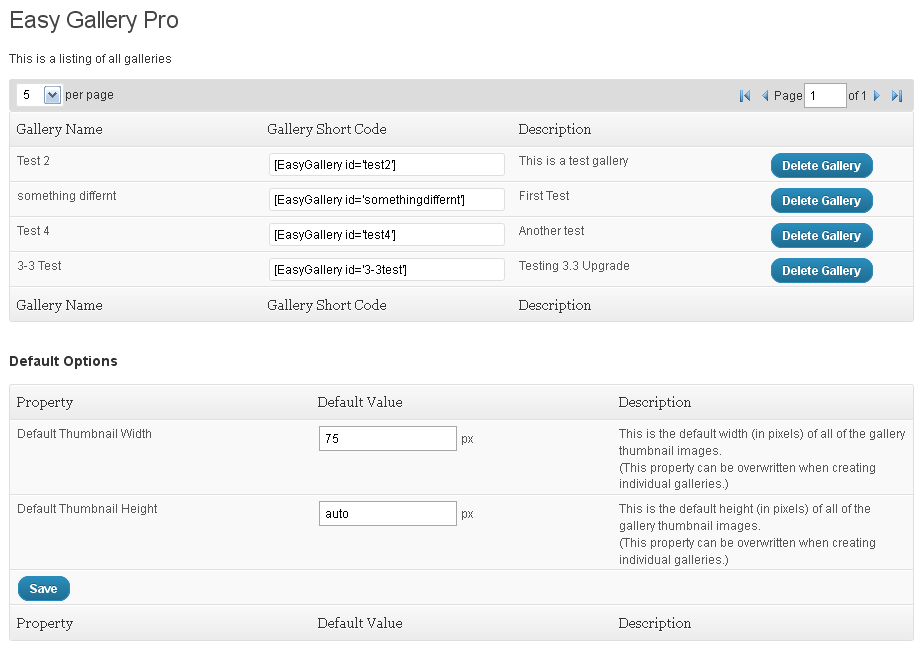 Easy Gallery Pro
This is a listing of all galleries
5 per page Page 1 of 1
Gallery Name Gallery Short Code Description
Test 2 [EasyGallery id='test2'] This is a test gallery Delete Gallery
something differnt [EasyGallery id='somethingdiffernt'] First Test Delete Gallery
Test 4 [EasyGallery id='test4'] Another test Delete Gallery
3-3 Test [EasyGallery id='3-3test'] Testing 3.3 Upgrade Delete Gallery
Gallery Name Gallery Short Code Description
Default Options
Property Default Value Description
Default Thumbnail Width 75 px This is the default width (in pixels) of all of the gallery
thumbnail images.
(This property can be overwritten when creating
individual galleries.)
Default Thumbnail Height auto px This is the default height (in pixels) of all of the
gallery thumbnail images.
(This property can be overwritten when creating
individual galleries.)
Save
Property Default Value Description